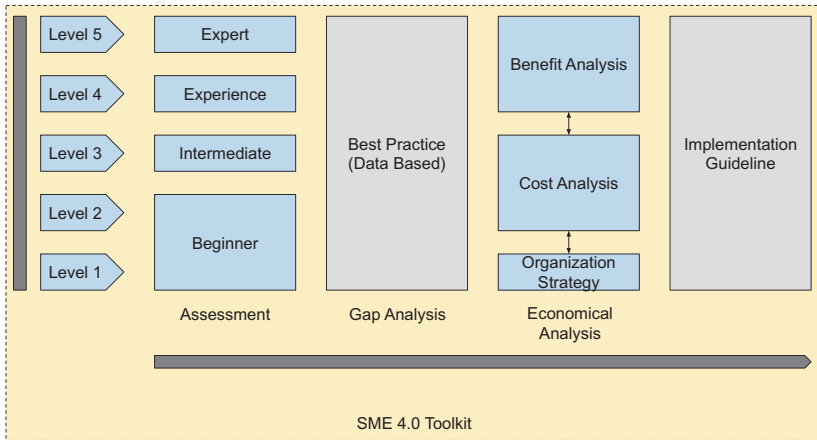 Level 5
Expert
Level 4
Experience
Level 3
Intermediate
Level 2
Beginner
Level 1
Assessment
Best Practice
(Data Based)
Gap Analysis
Benefit Analysis
Cost Analysis
Organization
Strategy
Economical
Analysis
Implementation
Guideline
SME 4.0 Toolkit